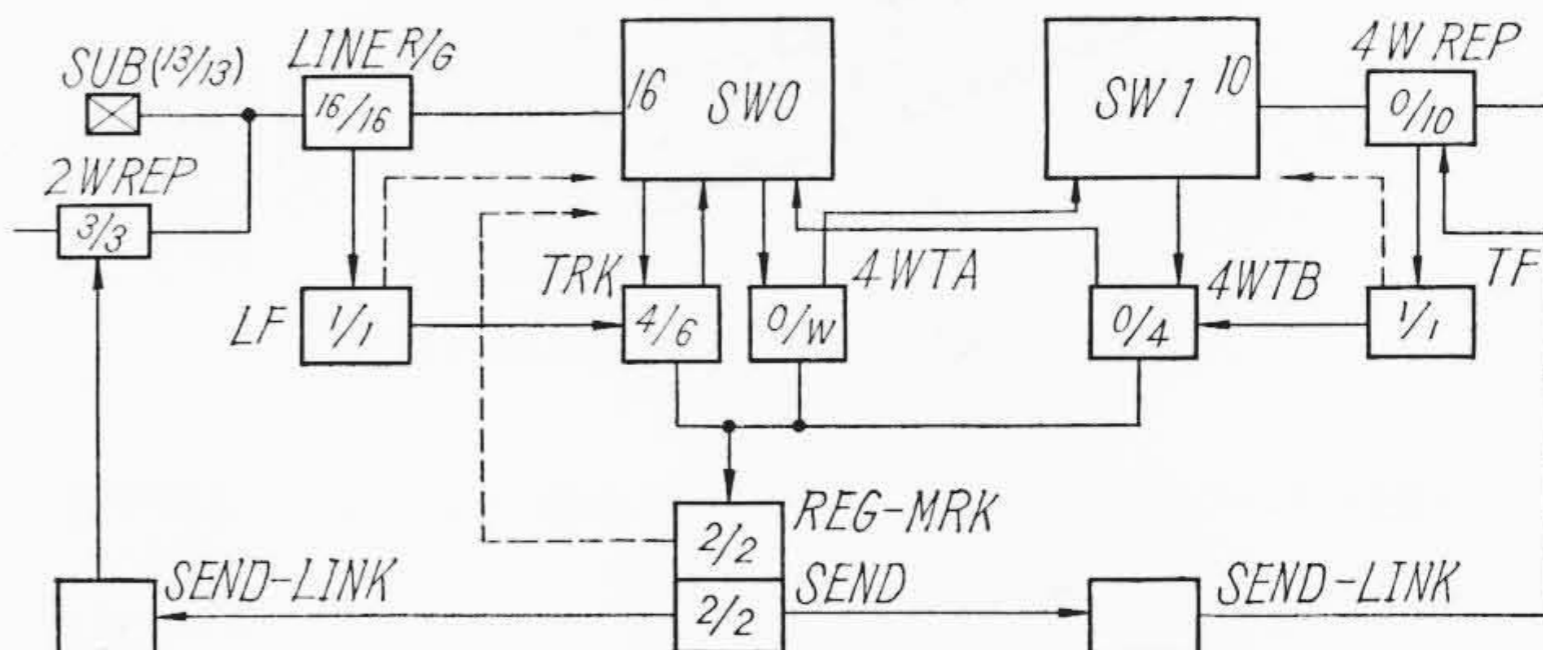 SUB(13/13)
LINE R/G
16/16
16
SW0
SW1
10
4W REP
0/10
2WREP
3/3
LF
1/1
TRK
4/6
0/W
4WTA
0/4
4WTB
1/1
TF
REG-MRK
2/2
SEND-LINK
2/2
SEND
SEND-LINK